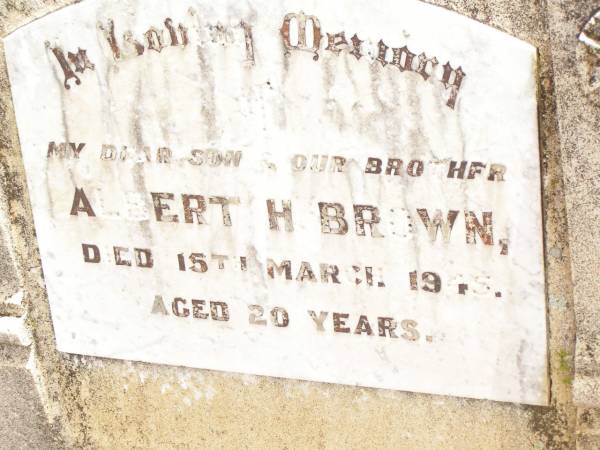 In Loving Memory
MY DEAR SON & OUR BROTHER
ALBERT H. BROWN,
DIED 15TH MARCH
AGED 20 YEARS.